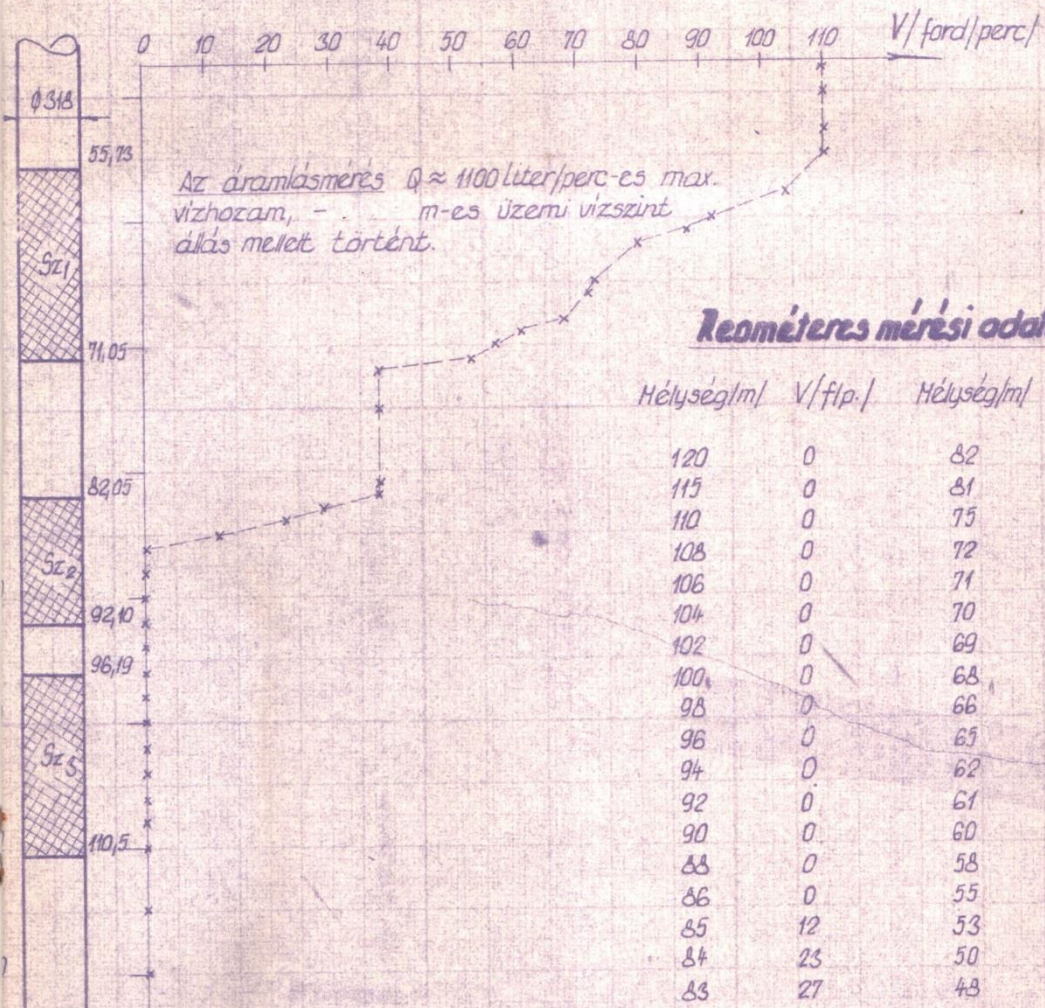 0 10 20 30 40 50 60 70 80 90 100 110 V/ford/perc/
φ318
55,73
Az áramlásmérés Q ≈ 1100 liter/perc-es max.
vízhozam, - . m-es üzemi vízszint
állás mellett történt.
Sz1
71,05
Reométeres mérési adat
Mélység/m/ V/f/p./ Mélység/m/
120 0 82
115 0 81
110 0 75
108 0 72
106 0 71
104 0 70
102 0 69
100 0 68
98 0 66
96 0 65
94 0 62
92 0 61
90 0 60
88 0 58
86 0 55
85 12 53
84 23 50
83 27 48
82,05
Sz2
92,10
96,19
Sz3
110,5